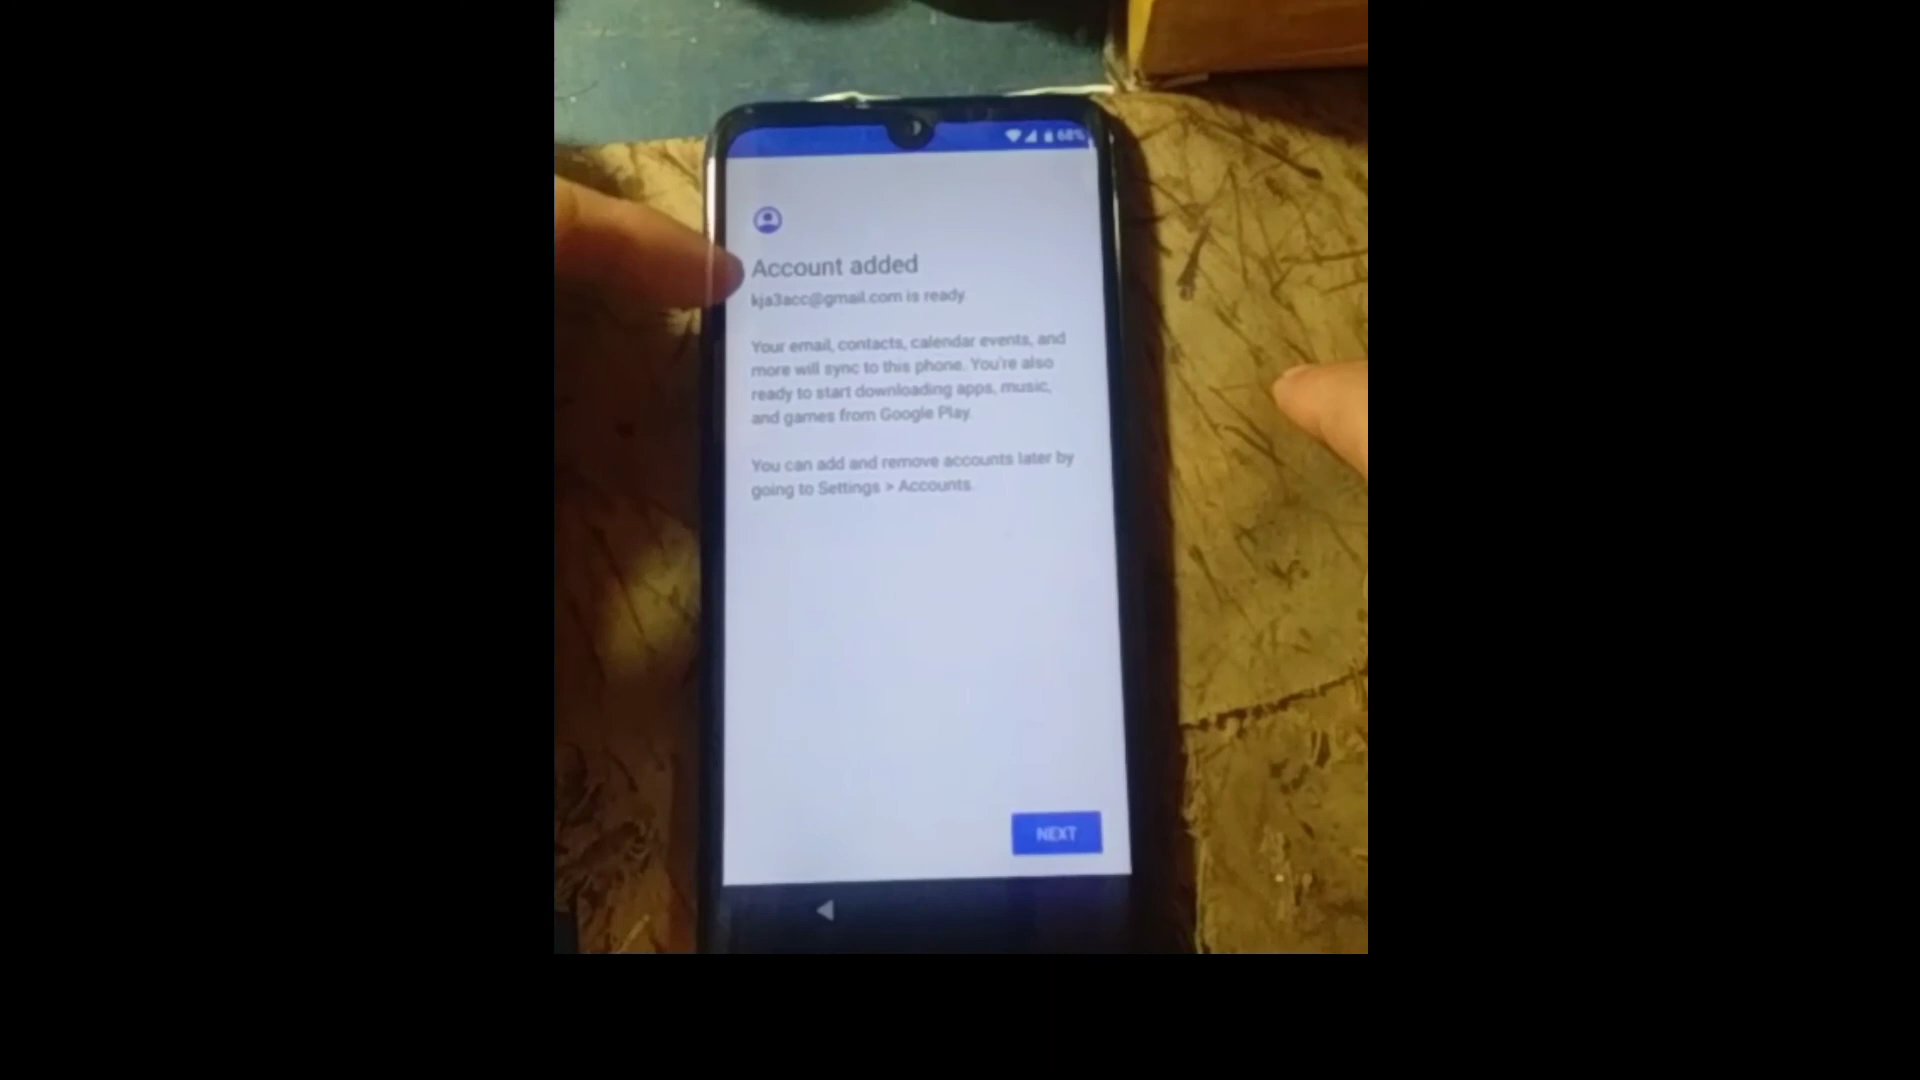 68%
Account added
kja3acc@gmail.com is ready
Your email, contacts, calendar events, and
more will sync to this phone. You're also
ready to start downloading apps, music,
and games from Google Play.
You can add and remove accounts later by
going to Settings > Accounts.
NEXT